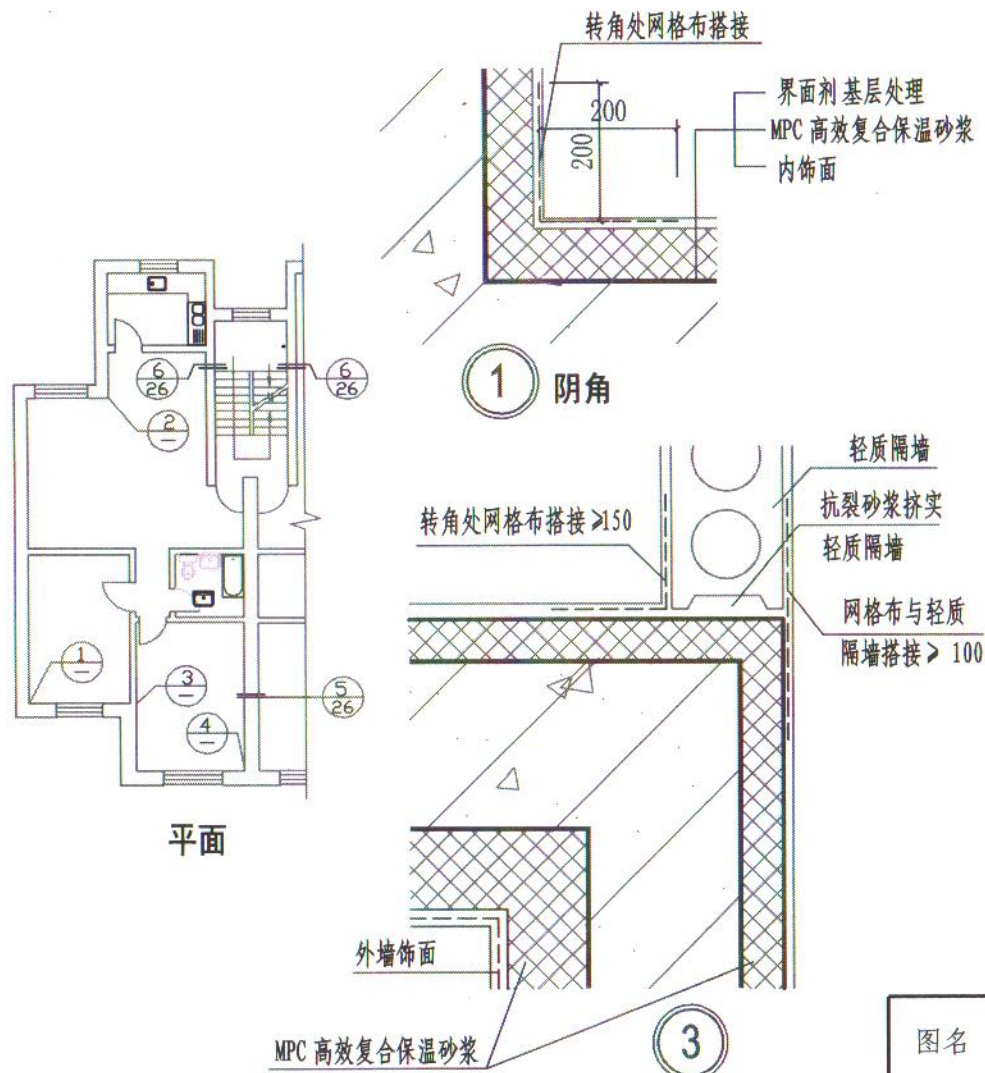 转角处网格布搭接
界面剂基层处理
MPC 高效复合保温砂浆
内饰面
200
200
1 阴角
6
26
6
26
2
1
3
4
5
26
平面
转角处网格布搭接≥150
轻质隔墙
抗裂砂浆挤实
轻质隔墙
网格布与轻质
隔墙搭接≥ 100
外墙饰面
MPC 高效复合保温砂浆
3
图名